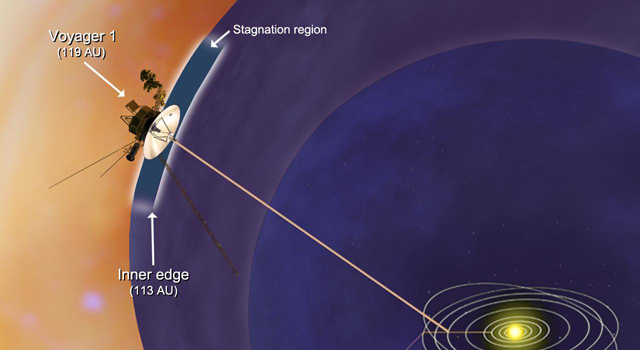 Stagnation region
Voyager 1
(119 AU)
Inner edge
(113 AU)